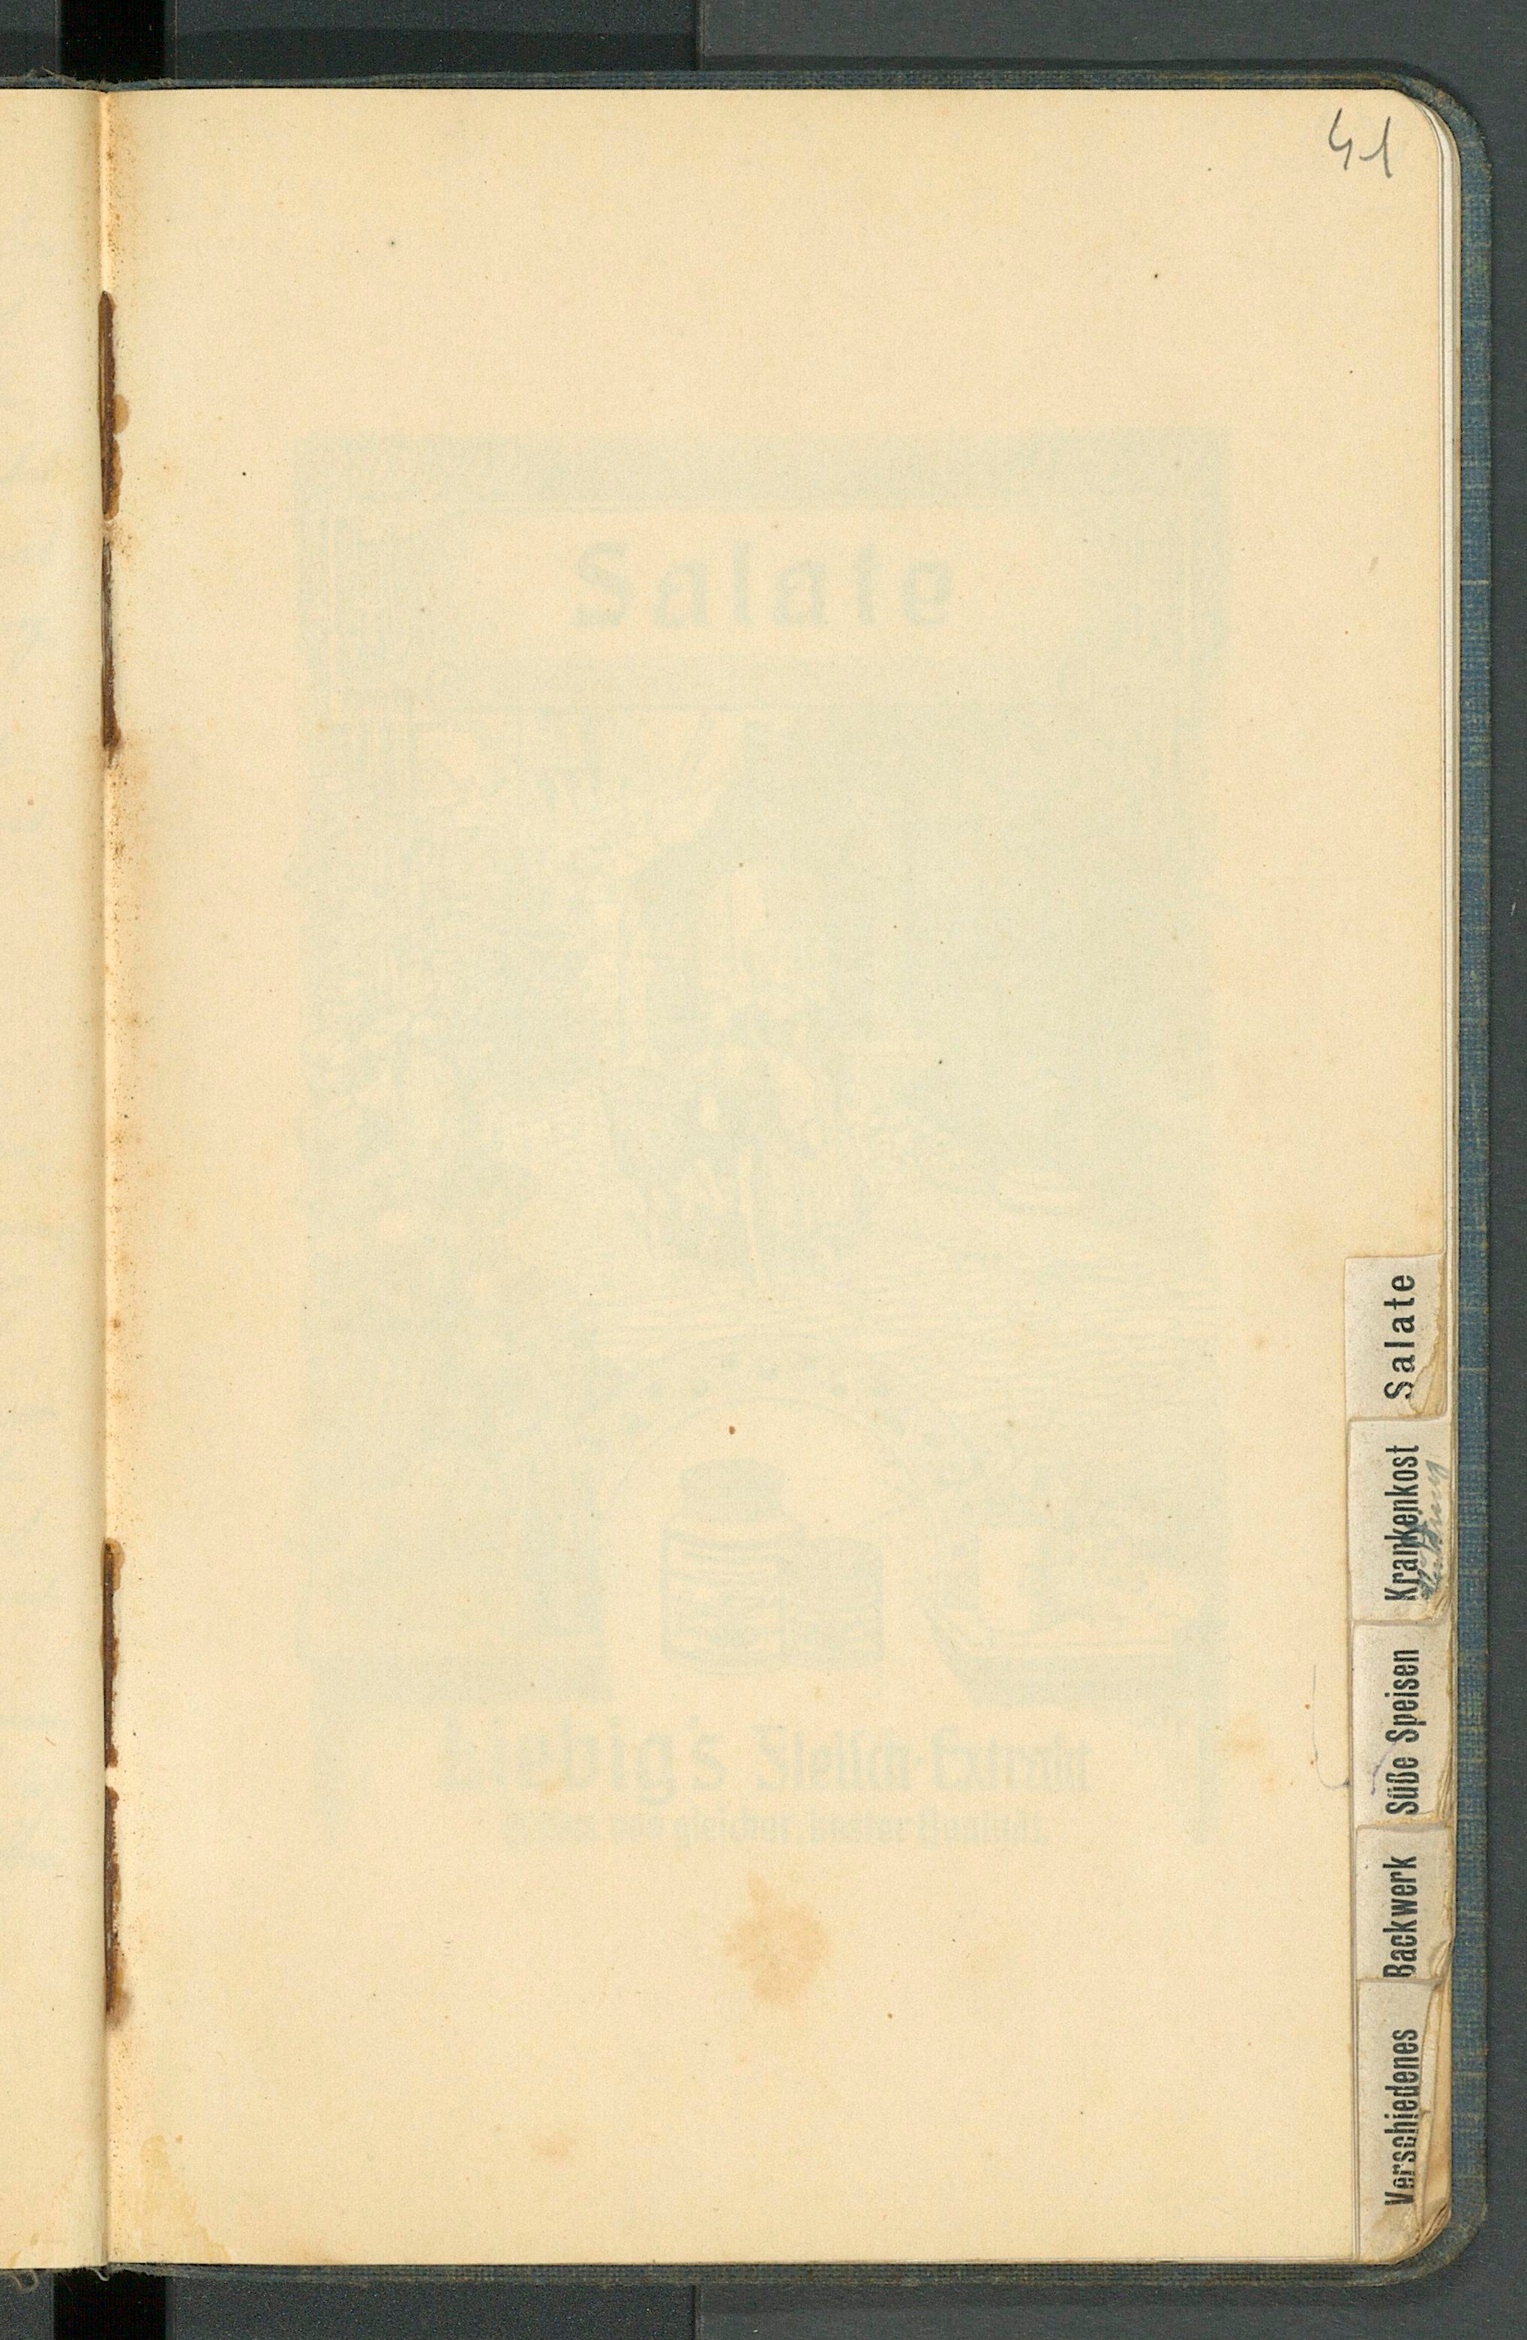 41
Salate
Liebig's Fleisch-Extrakt
Salate
Krankenkost
Süße Speisen
Backwerk
Verschiedenes